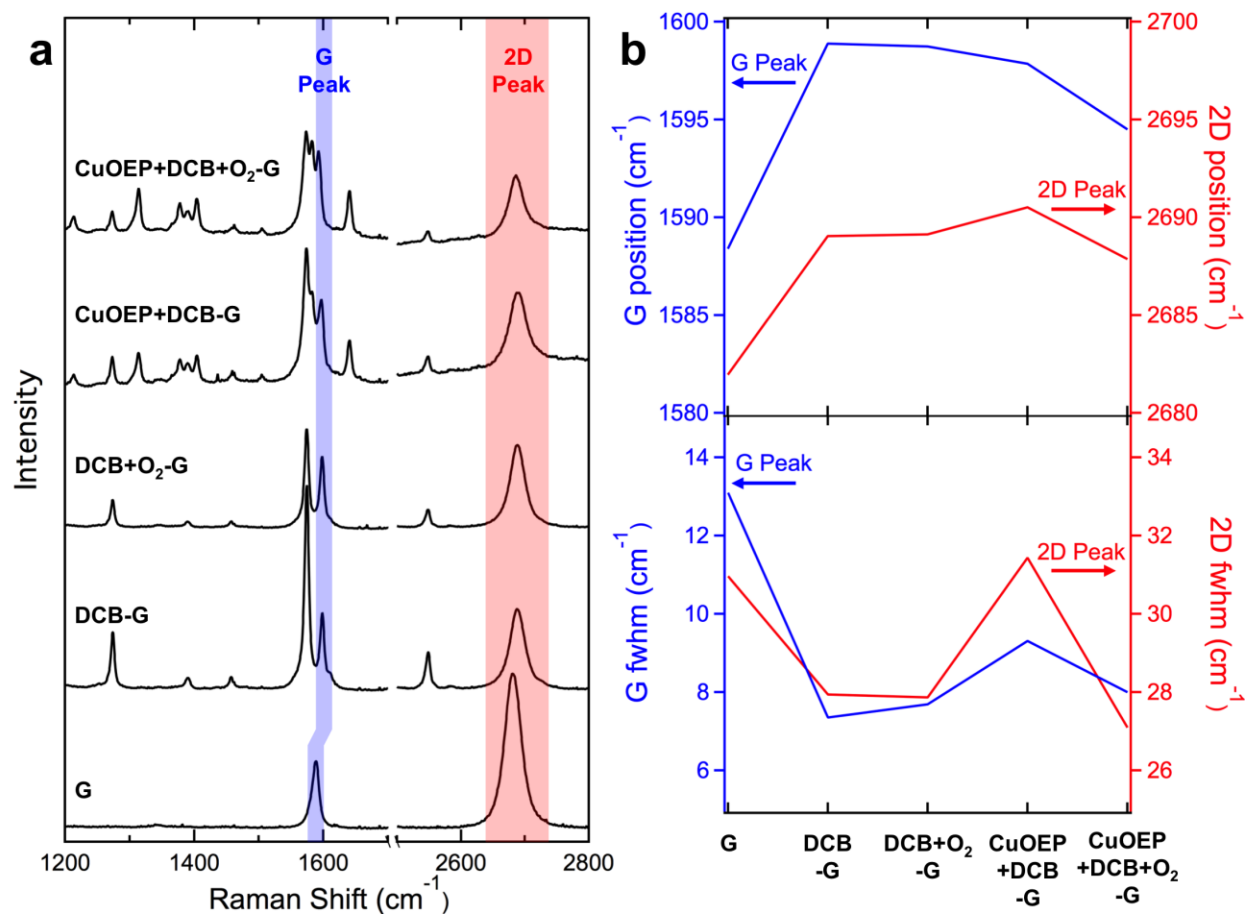 a
G
Peak
2D
Peak
CuOEP+DCB+O2-G
CuOEP+DCB-G
DCB+O2-G
DCB-G
G
Intensity
1200
1400
1600
2600
2800
Raman Shift (cm-1)
b
1600
1595
1590
1585
1580
G position (cm-1)
G Peak
2D Peak
2700
2695
2690
2685
2680
2D position (cm-1)
14
12
10
8
6
G fwhm (cm-1)
G Peak
2D Peak
34
32
30
28
26
2D fwhm (cm-1)
G
DCB
-G
DCB+O2
-G
CuOEP
+DCB
-G
CuOEP
+DCB+O2
-G